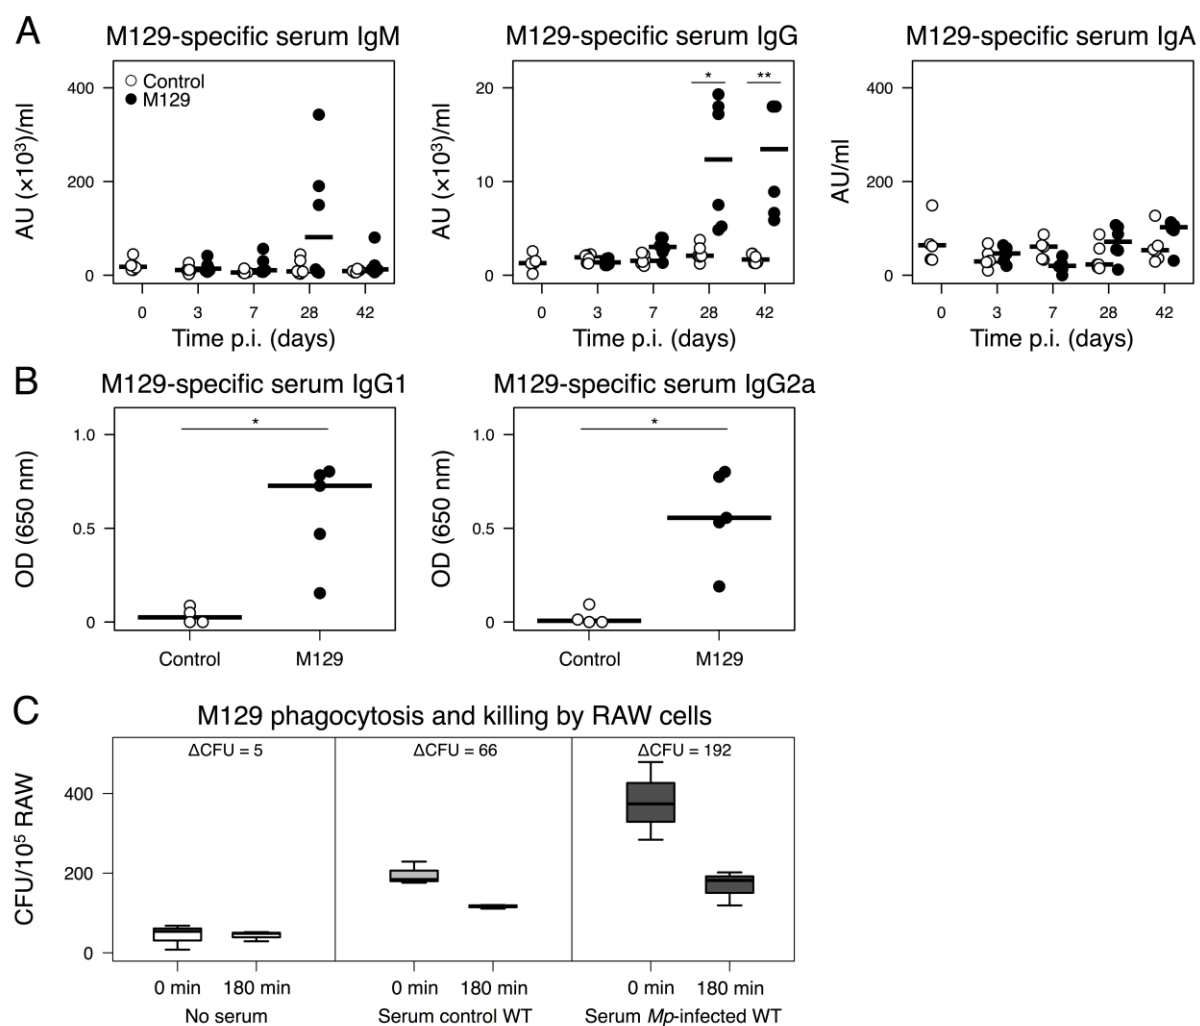 A
M129-specific serum IgM
M129-specific serum IgG
M129-specific serum IgA
400
200
0
AU (×10³)/ml
Control
M129
0 3 7 28 42
Time p.i. (days)
20
10
0
AU (×10³)/ml
* **
0 3 7 28 42
Time p.i. (days)
400
200
0
AU/ml
0 3 7 28 42
Time p.i. (days)
B
M129-specific serum IgG1
M129-specific serum IgG2a
1.0
0.5
0
OD (650 nm)
*
Control M129
1.0
0.5
0
OD (650 nm)
*
Control M129
C
M129 phagocytosis and killing by RAW cells
ΔCFU = 5
ΔCFU = 66
ΔCFU = 192
400
200
0
CFU/10⁵ RAW
0 min 180 min 0 min 180 min 0 min 180 min
No serum
Serum control WT
Serum Mp-infected WT